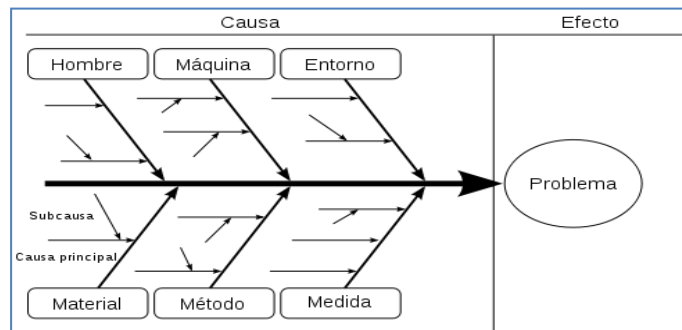 Causa
Efecto
Hombre
Máquina
Entorno
Problema
Subcausa
Causa principal
Material
Método
Medida